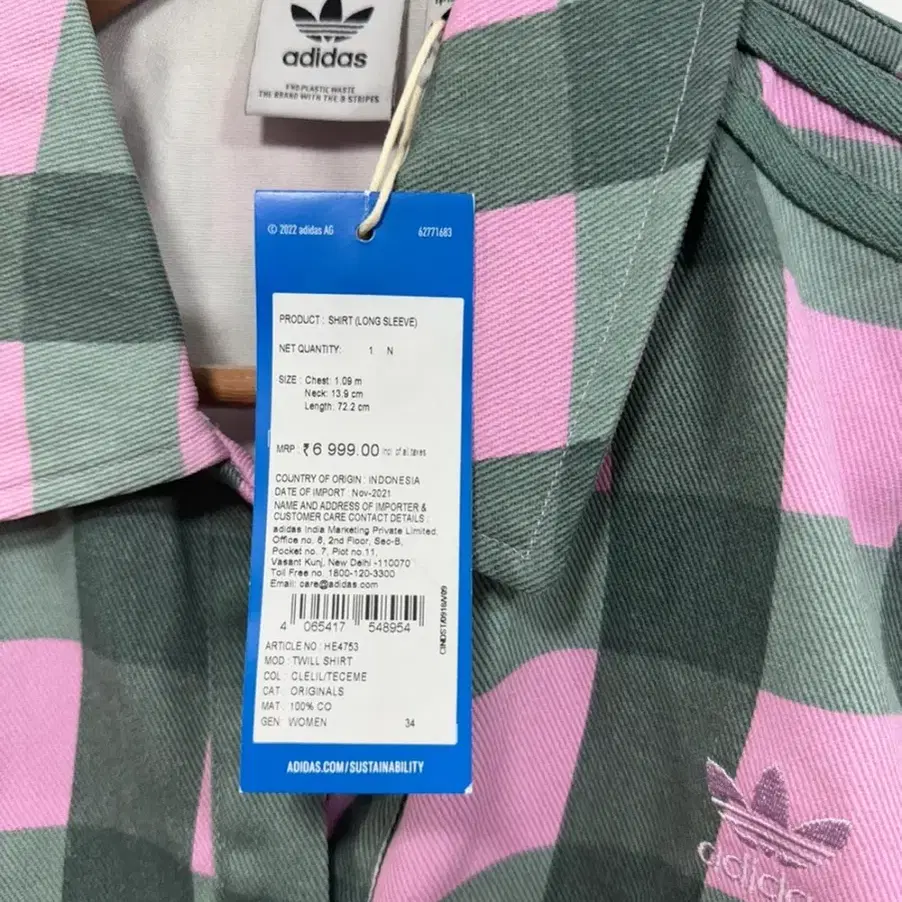 adidas
END PLASTIC WASTE
THE BRAND WITH THE 3 STRIPES
© 2022 adidas AG
62771683
PRODUCT : SHIRT (LONG SLEEVE)
NET QUANTITY: 1 N
SIZE : Chest: 1.09 m
Neck: 13.9 cm
Length: 72.2 cm
MRP : ₹ 6 999.00 incl. of all taxes
COUNTRY OF ORIGIN : INDONESIA
DATE OF IMPORT : Nov-2021
NAME AND ADDRESS OF IMPORTER &
CUSTOMER CARE CONTACT DETAILS :
adidas India Marketing Private Limited,
Office no. 6, 2nd Floor, Sec-B,
Pocket no. 7, Plot no.11,
Vasant Kunj, New Delhi -110070
Toll Free no. 1800-120-3300
Email: care@adidas.com
4 065417 548954
ARTICLE NO : HE4753
MOD : TWILL SHIRT
COL : CLELIL/TECEME
CAT : ORIGINALS
MAT : 100% CO
GEN: WOMEN 34
ADIDAS.COM/SUSTAINABILITY
adidas